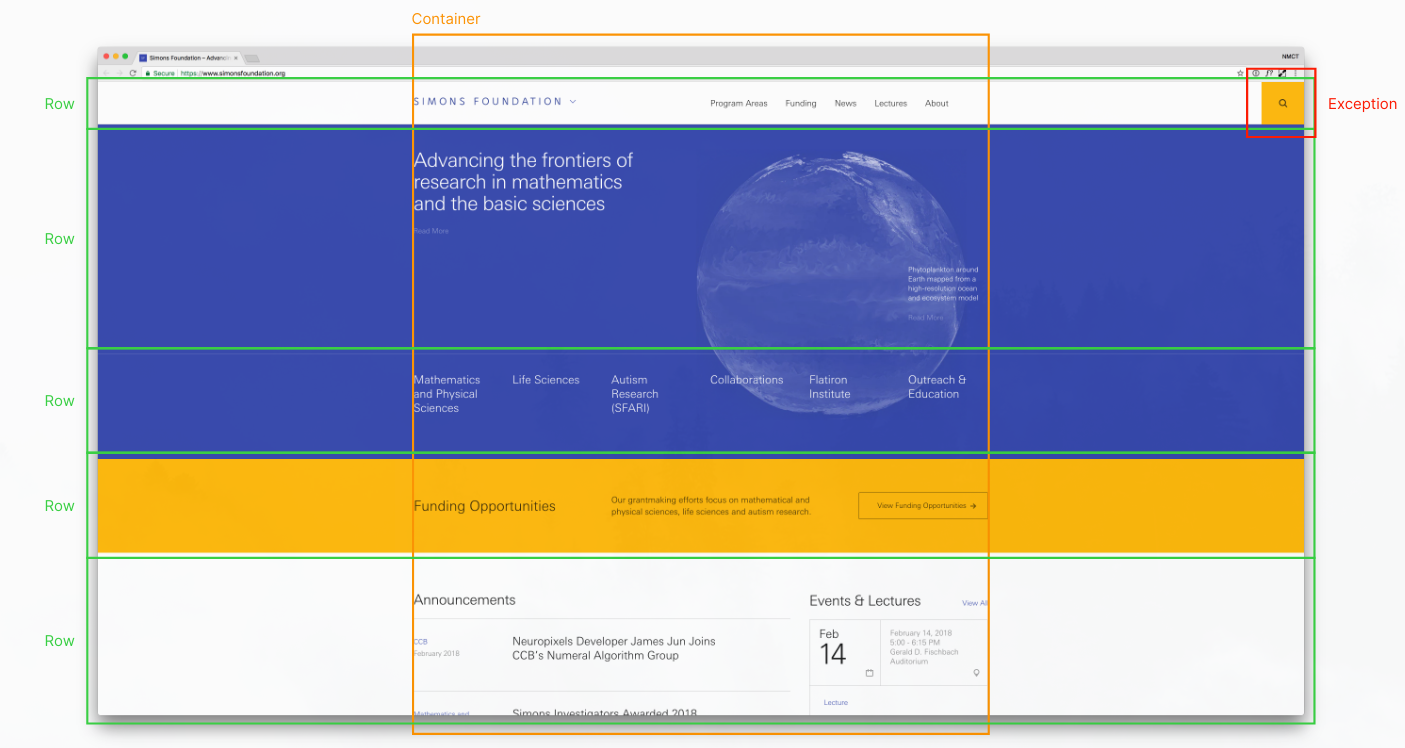 Container
Simons Foundation – Advanci
NMCT
Secure
https://www.simonsfoundation.org
Row
SIMONS FOUNDATION
Program Areas
Funding
News
Lectures
About
Exception
Advancing the frontiers of
research in mathematics
and the basic sciences
Read More
Row
Phytoplankton around
Earth mapped from a
high-resolution ocean
and ecosystem model
Read More
Row
Mathematics
and Physical
Sciences
Life Sciences
Autism
Research
(SFARI)
Collaborations
Flatiron
Institute
Outreach &
Education
Row
Funding Opportunities
Our grantmaking efforts focus on mathematical and
physical sciences, life sciences and autism research.
View Funding Opportunities →
Row
Announcements
CCB
February 2018
Neuropixels Developer James Jun Joins
CCB's Numeral Algorithm Group
Mathematics and
Simons Investigators Awarded 2018
Events & Lectures
View All
Feb
14
February 14, 2018
5:00 - 6:15 PM
Gerald D. Fischbach
Auditorium
Lecture